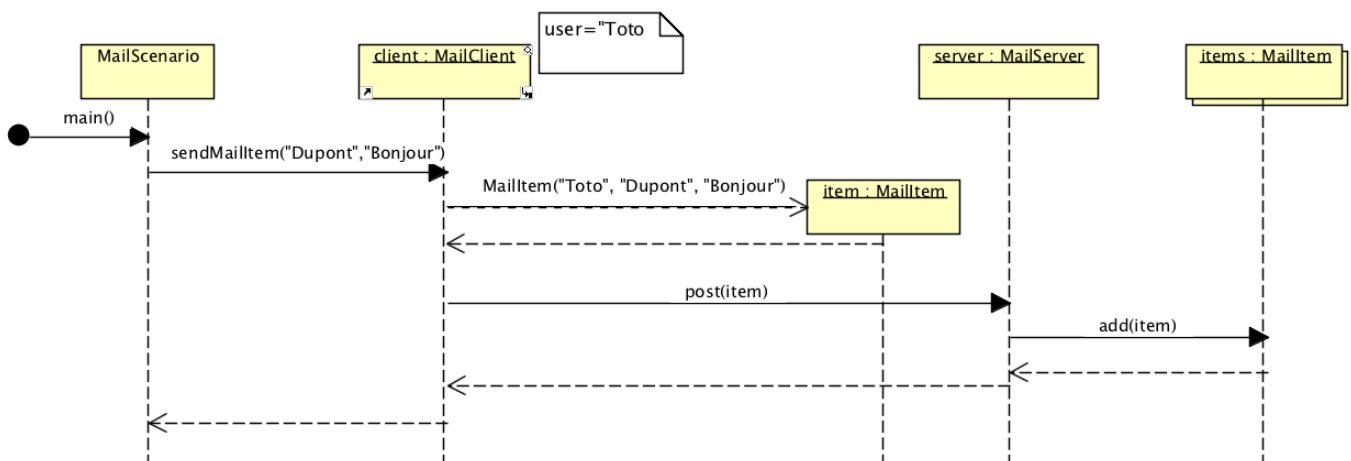 user="Toto
MailScenario
client : MailClient
server : MailServer
items : MailItem
main()
sendMailItem("Dupont","Bonjour")
MailItem("Toto", "Dupont", "Bonjour")
item : MailItem
post(item)
add(item)